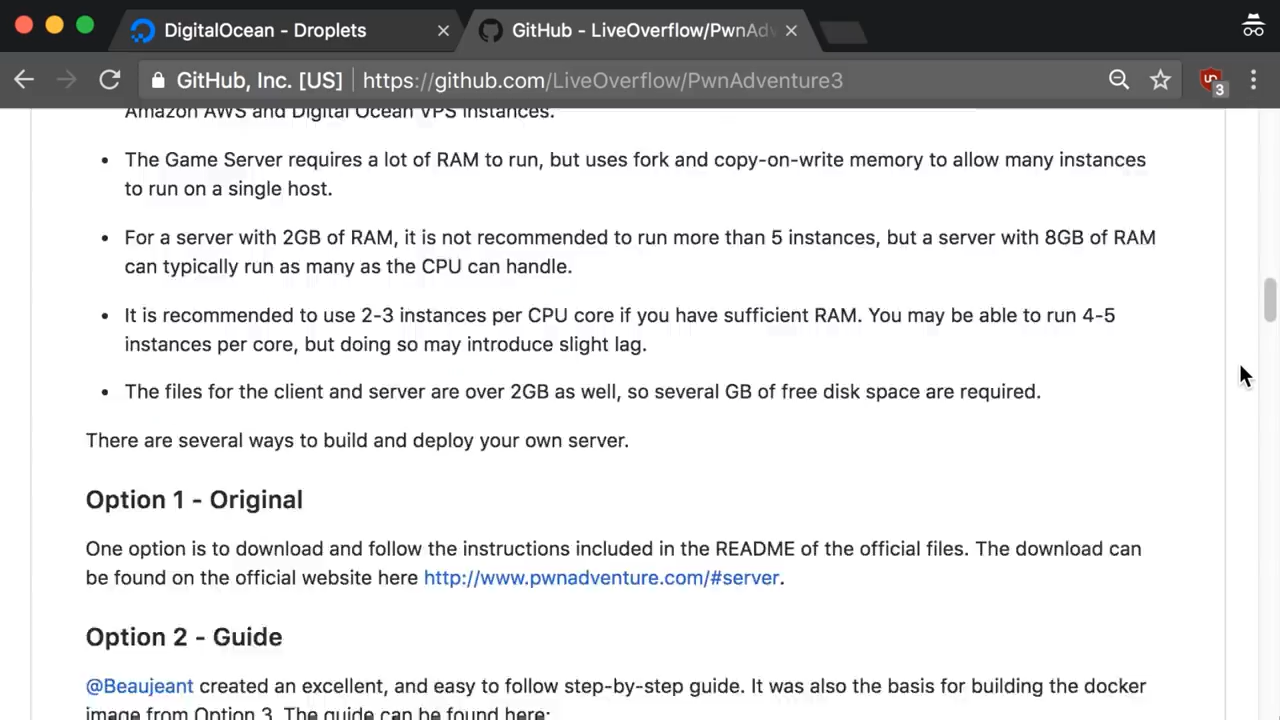 DigitalOcean - Droplets
GitHub - LiveOverflow/PwnAd
GitHub, Inc. [US] https://github.com/LiveOverflow/PwnAdventure3
3
Amazon AWS and Digital Ocean VPS instances.
• The Game Server requires a lot of RAM to run, but uses fork and copy-on-write memory to allow many instances
to run on a single host.
• For a server with 2GB of RAM, it is not recommended to run more than 5 instances, but a server with 8GB of RAM
can typically run as many as the CPU can handle.
• It is recommended to use 2-3 instances per CPU core if you have sufficient RAM. You may be able to run 4-5
instances per core, but doing so may introduce slight lag.
• The files for the client and server are over 2GB as well, so several GB of free disk space are required.
There are several ways to build and deploy your own server.
Option 1 - Original
One option is to download and follow the instructions included in the README of the official files. The download can
be found on the official website here http://www.pwnadventure.com/#server.
Option 2 - Guide
@Beaujeant created an excellent, and easy to follow step-by-step guide. It was also the basis for building the docker
image from Option 3. The guide can be found here: